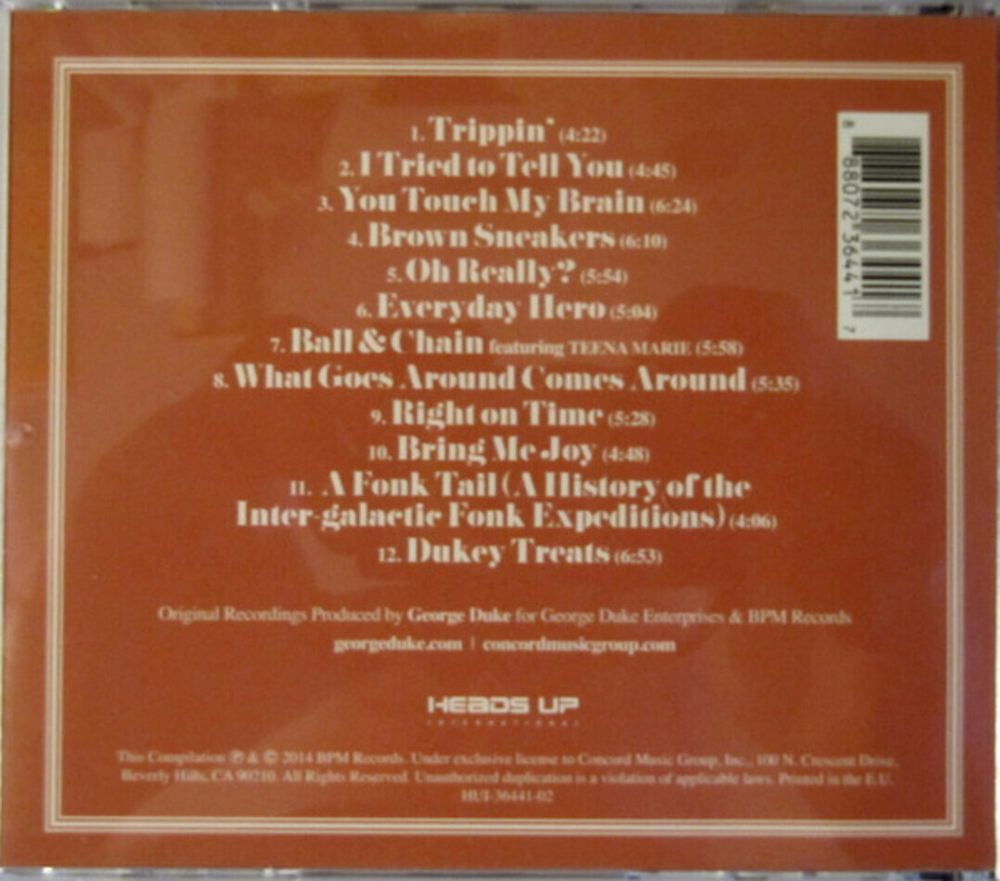 1. Trippin' (4:22)
2. I Tried to Tell You (4:45)
3. You Touch My Brain (6:24)
4. Brown Sneakers (6:10)
5. Oh Really? (5:54)
6. Everyday Hero (5:04)
7. Ball & Chain featuring TEENA MARIE (5:58)
8. What Goes Around Comes Around (5:35)
9. Right on Time (5:28)
10. Bring Me Joy (4:48)
11. A Fonk Tail (A History of the
Inter-galactic Fonk Expeditions) (4:06)
12. Dukey Treats (6:53)
Original Recordings Produced by George Duke for George Duke Enterprises & BPM Records
georgeduke.com | concordmusicgroup.com
HEADS UP
INTERNATIONAL
This Compilation ℗ & © 2014 BPM Records. Under exclusive license to Concord Music Group, Inc., 100 N. Crescent Drive,
Beverly Hills, CA 90210. All Rights Reserved. Unauthorized duplication is a violation of applicable laws. Printed in the E.U.
HUI-36441-02
8 88072 36441 7